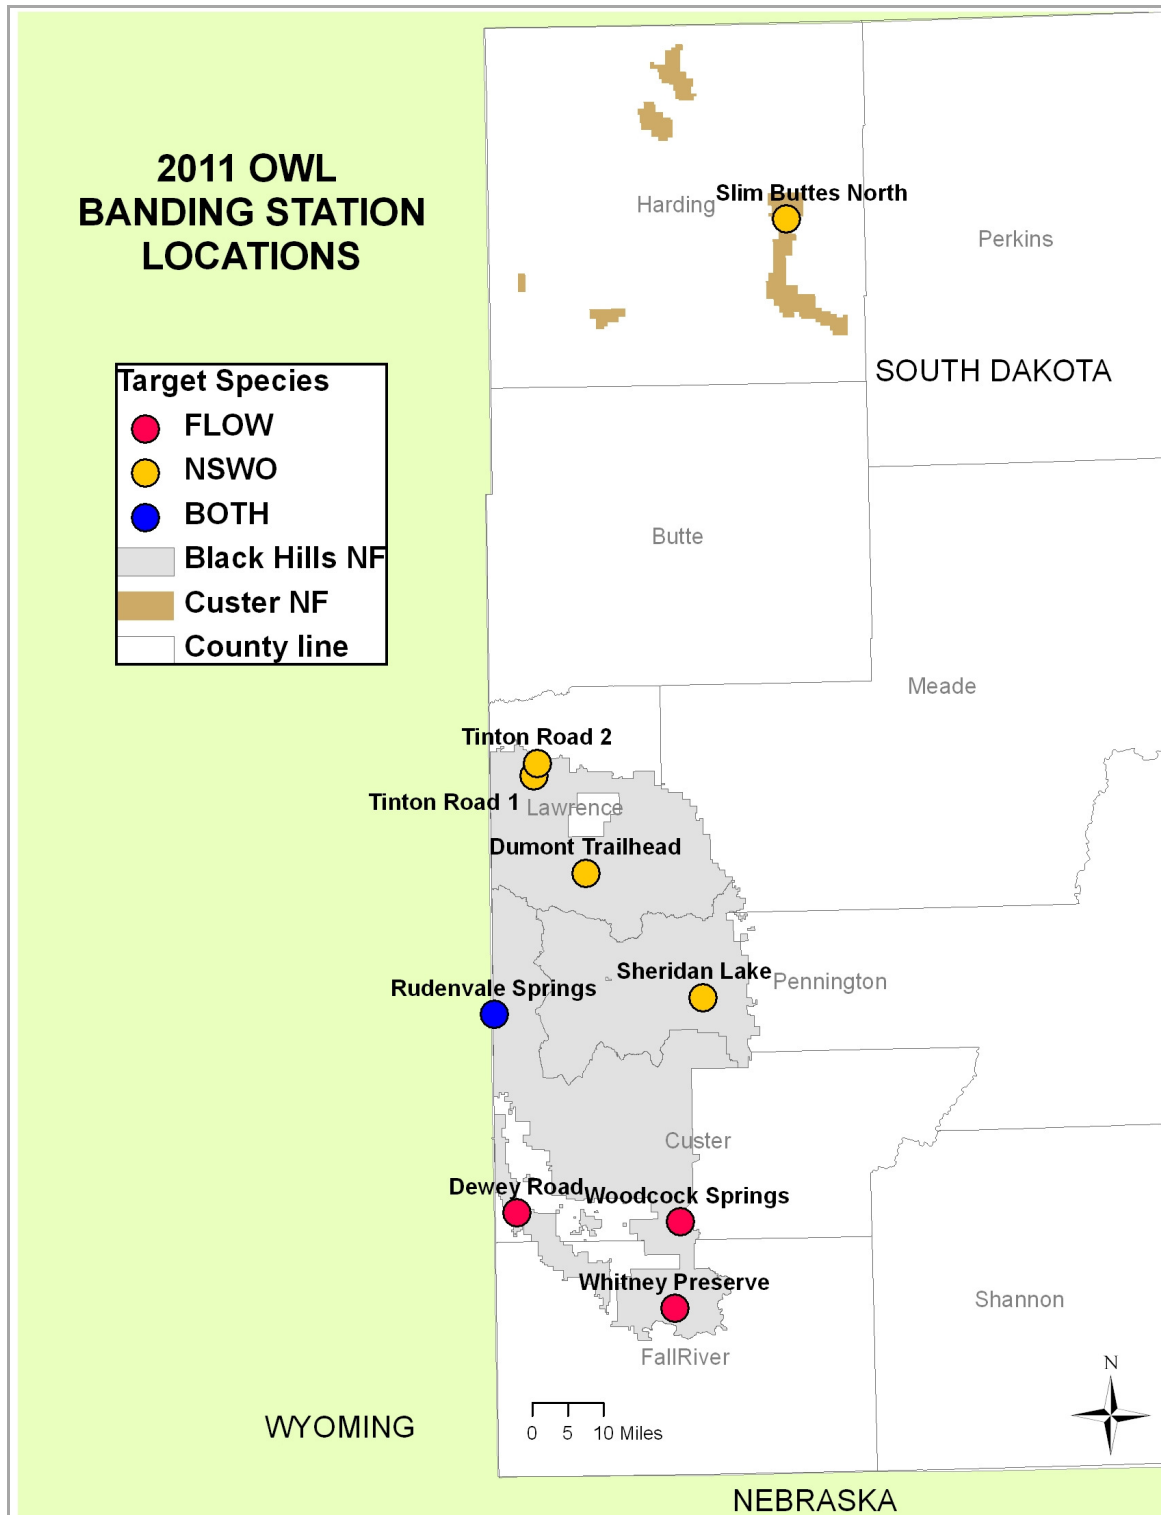 2011 OWL
BANDING STATION
LOCATIONS
Target Species
FLOW
NSWO
BOTH
Black Hills NF
Custer NF
County line
Slim Buttes North
Harding
Perkins
SOUTH DAKOTA
Butte
Meade
Tinton Road 2
Tinton Road 1
Lawrence
Dumont Trailhead
Sheridan Lake
Pennington
Rudenvale Springs
Custer
Dewey Road
Woodcock Springs
Whitney Preserve
Shannon
FallRiver
N
0 5 10 Miles
WYOMING
NEBRASKA